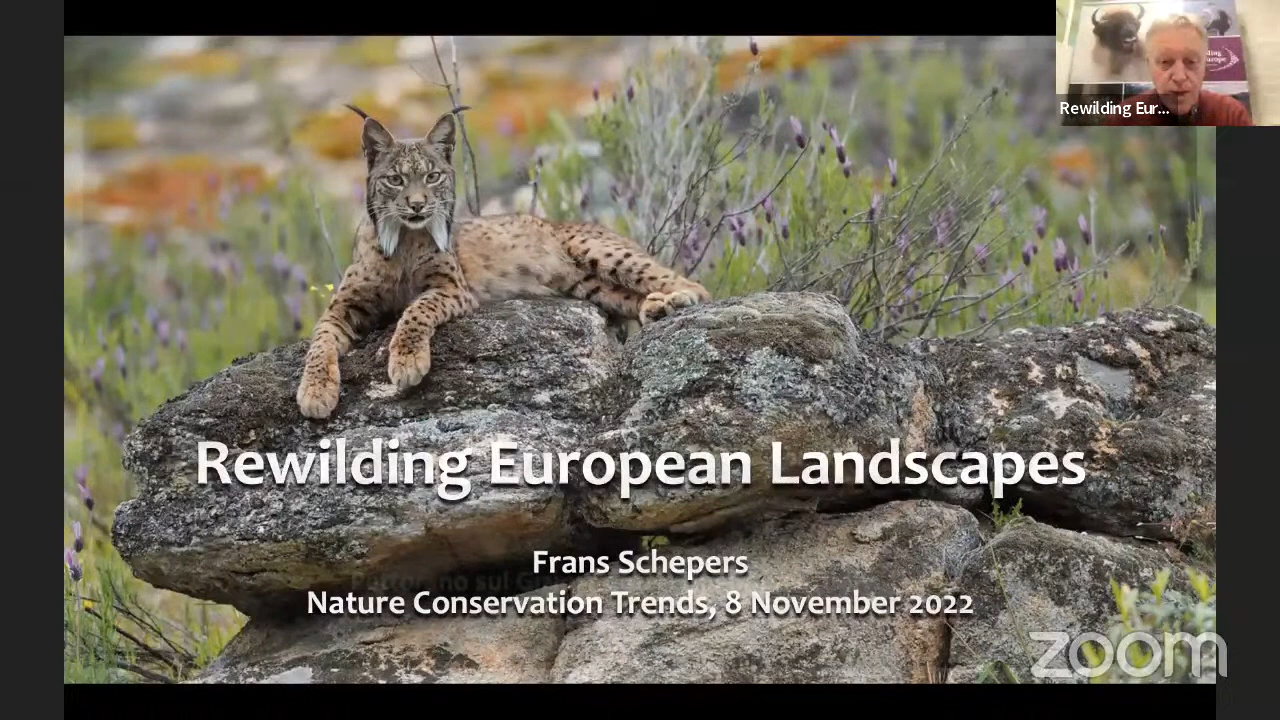 Rewilding Eur...
Rewilding European Landscapes
Frans Schepers
Nature Conservation Trends, 8 November 2022
zoom